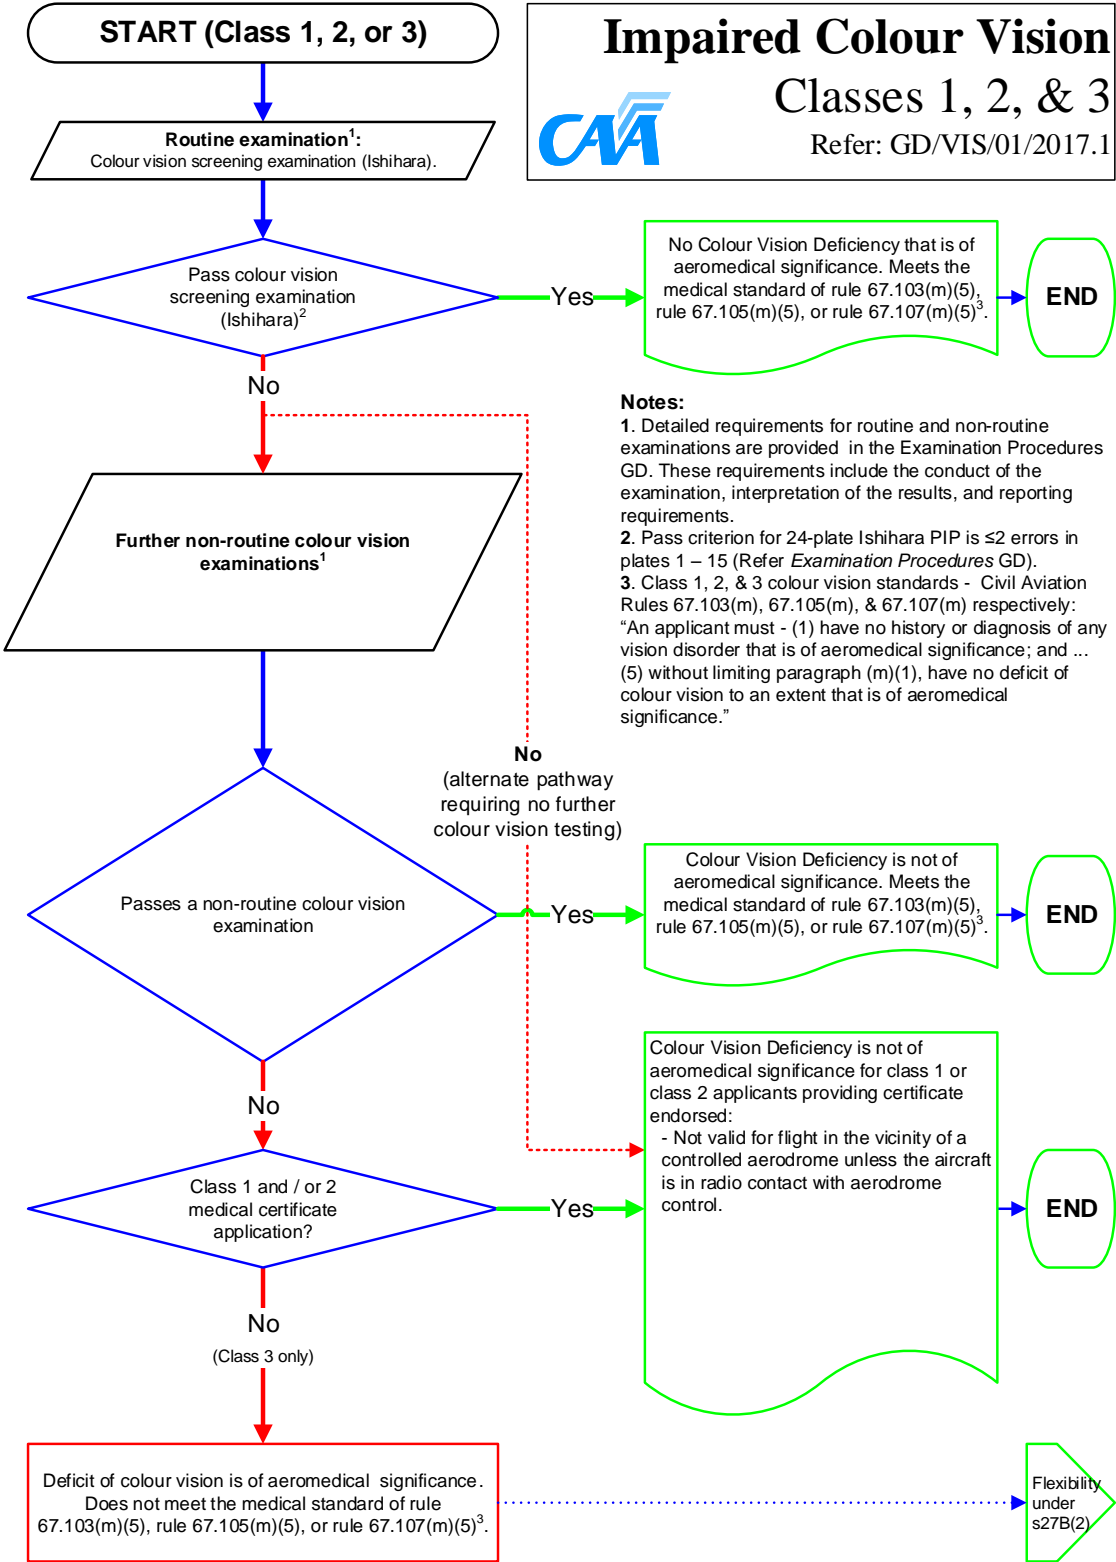 START (Class 1, 2, or 3)
Impaired Colour Vision
Classes 1, 2, & 3
Refer: GD/VIS/01/2017.1
CAA
Routine examination1:
Colour vision screening examination (Ishihara).
Pass colour vision
screening examination
(Ishihara)2
Yes
No Colour Vision Deficiency that is of
aeromedical significance. Meets the
medical standard of rule 67.103(m)(5),
rule 67.105(m)(5), or rule 67.107(m)(5)3.
END
No
Notes:
1. Detailed requirements for routine and non-routine
examinations are provided in the Examination Procedures
GD. These requirements include the conduct of the
examination, interpretation of the results, and reporting
requirements.
2. Pass criterion for 24-plate Ishihara PIP is ≤2 errors in
plates 1 – 15 (Refer Examination Procedures GD).
3. Class 1, 2, & 3 colour vision standards - Civil Aviation
Rules 67.103(m), 67.105(m), & 67.107(m) respectively:
“An applicant must - (1) have no history or diagnosis of any
vision disorder that is of aeromedical significance; and ...
(5) without limiting paragraph (m)(1), have no deficit of
colour vision to an extent that is of aeromedical
significance.”
Further non-routine colour vision
examinations1
No
(alternate pathway
requiring no further
colour vision testing)
Passes a non-routine colour vision
examination
Yes
Colour Vision Deficiency is not of
aeromedical significance. Meets the
medical standard of rule 67.103(m)(5),
rule 67.105(m)(5), or rule 67.107(m)(5)3.
END
No
Class 1 and / or 2
medical certificate
application?
Yes
Colour Vision Deficiency is not of
aeromedical significance for class 1 or
class 2 applicants providing certificate
endorsed:
- Not valid for flight in the vicinity of a
controlled aerodrome unless the aircraft
is in radio contact with aerodrome
control.
END
No
(Class 3 only)
Deficit of colour vision is of aeromedical significance.
Does not meet the medical standard of rule
67.103(m)(5), rule 67.105(m)(5), or rule 67.107(m)(5)3.
Flexibility
under
s27B(2)